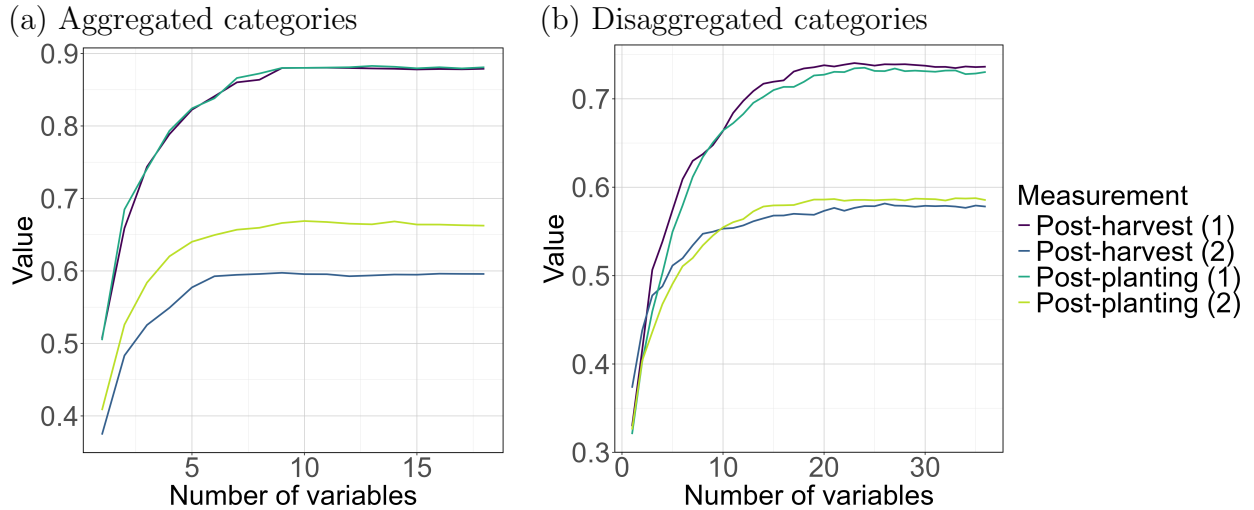 (a) Aggregated categories
0.9
0.8
0.7
0.6
0.5
0.4
Value
5 10 15
Number of variables
(b) Disaggregated categories
0.7
0.6
0.5
0.4
0.3
Value
0 10 20 30
Number of variables
Measurement
Post-harvest (1)
Post-harvest (2)
Post-planting (1)
Post-planting (2)